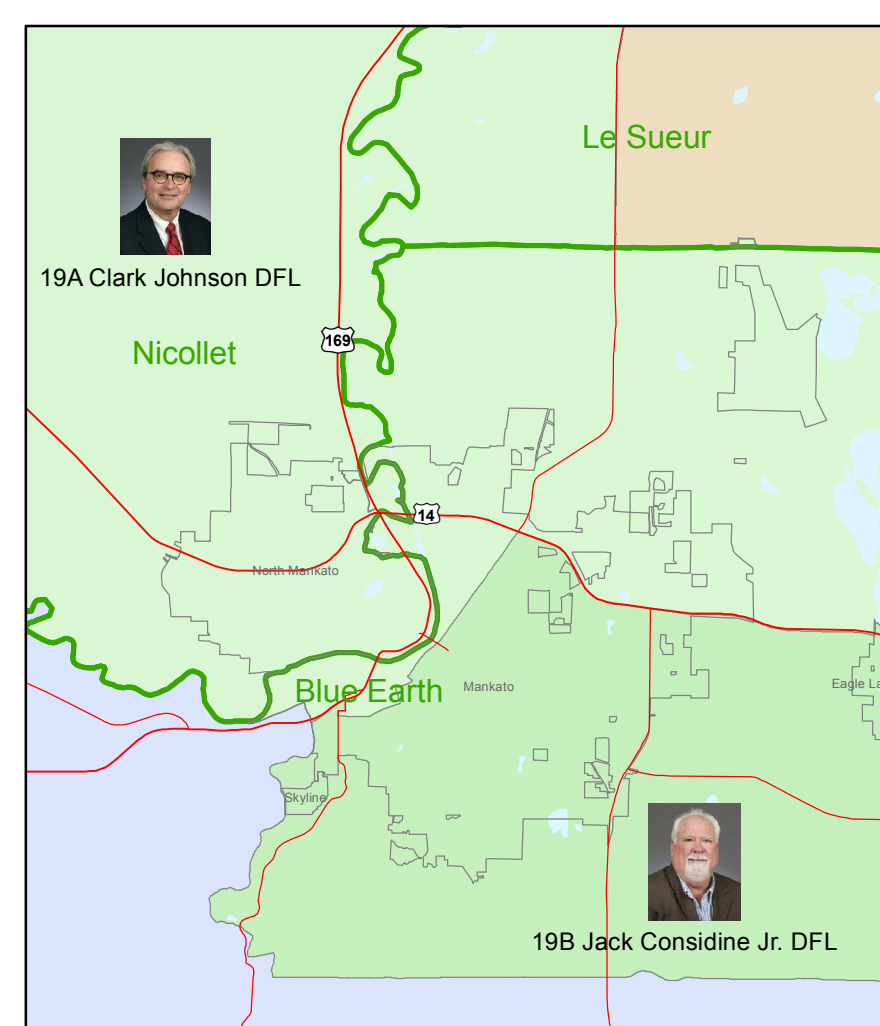 Le Sueur
19A Clark Johnson DFL
Nicollet
169
14
North Mankato
Blue Earth
Mankato
Eagle La
Skyline
19B Jack Considine Jr. DFL